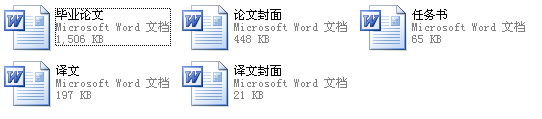 毕业论文
Microsoft Word 文档
1,506 KB
论文封面
Microsoft Word 文档
448 KB
任务书
Microsoft Word 文档
65 KB
译文
Microsoft Word 文档
197 KB
译文封面
Microsoft Word 文档
21 KB